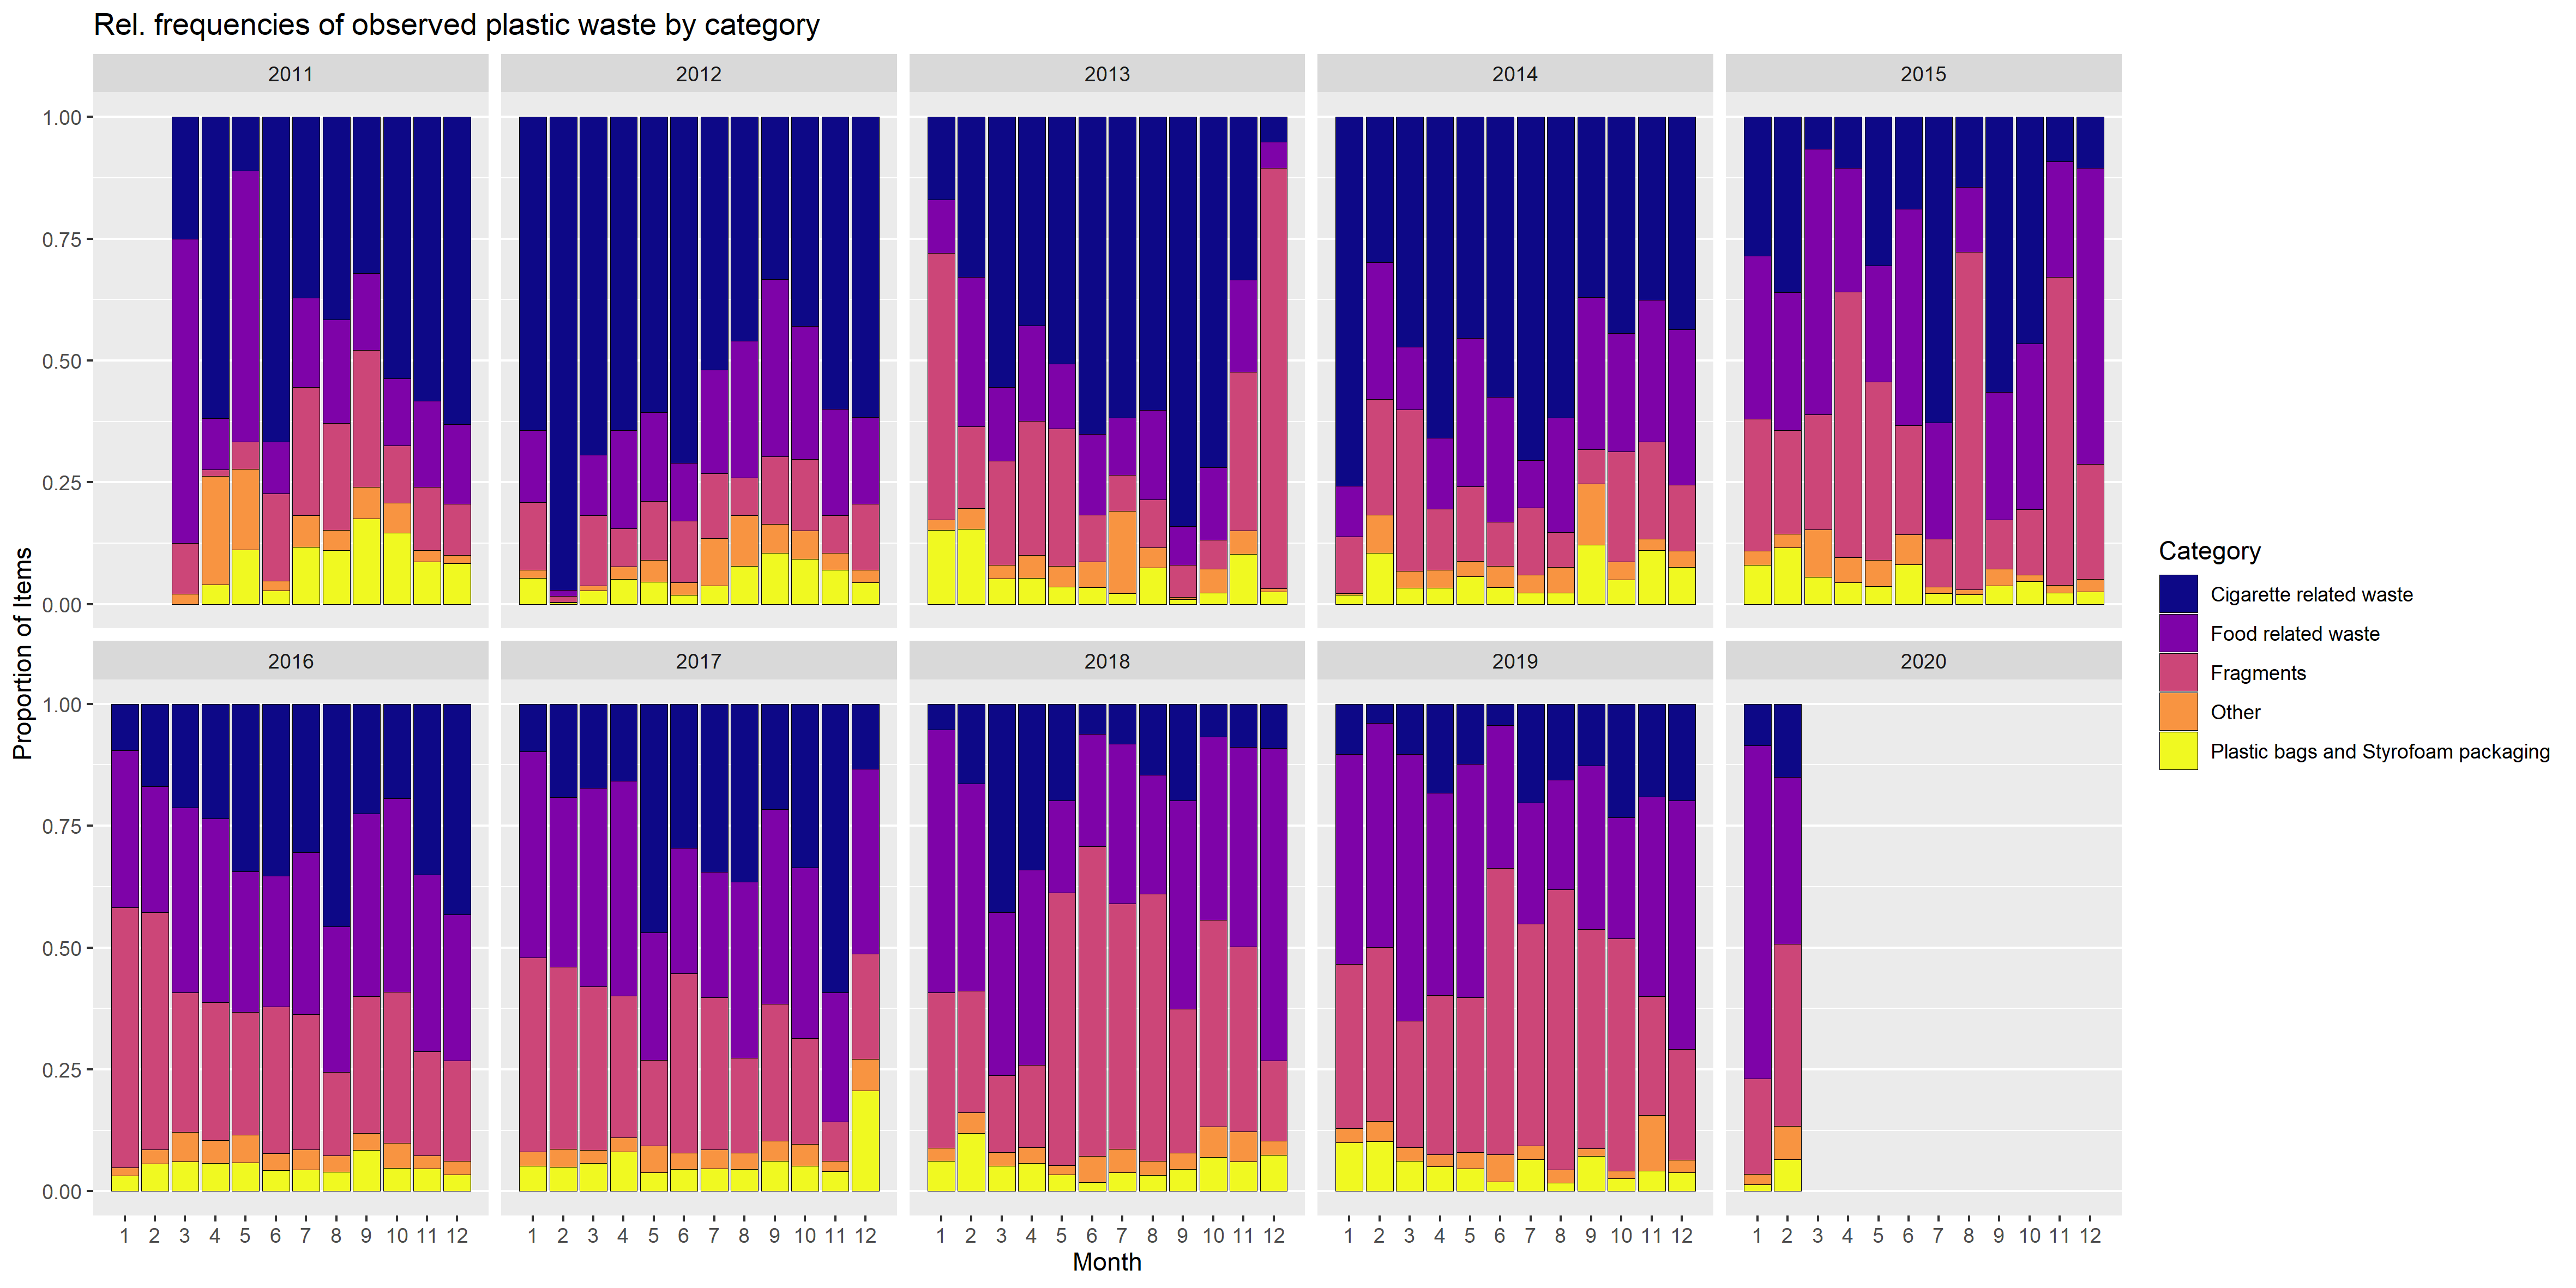 Rel. frequencies of observed plastic waste by category
2011 2012 2013 2014 2015
1.00
0.75
0.50
0.25
0.00
Proportion of Items
2016 2017 2018 2019 2020
1.00
0.75
0.50
0.25
0.00
1 2 3 4 5 6 7 8 9 10 11 12 1 2 3 4 5 6 7 8 9 10 11 12 1 2 3 4 5 6 7 8 9 10 11 12 1 2 3 4 5 6 7 8 9 10 11 12 1 2 3 4 5 6 7 8 9 10 11 12
Month
Category
Cigarette related waste
Food related waste
Fragments
Other
Plastic bags and Styrofoam packaging